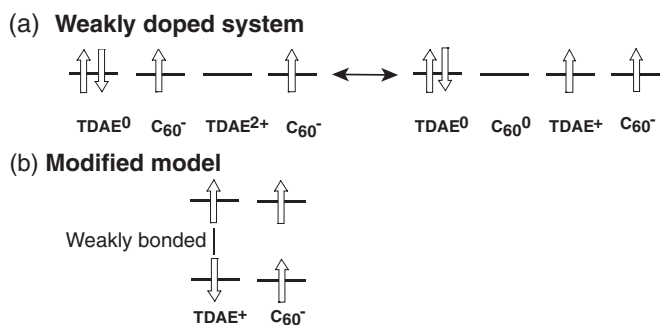 (a) Weakly doped system
TDAE⁰ C₆₀⁻ TDAE²⁺ C₆₀⁻ TDAE⁰ C₆₀⁰ TDAE⁺ C₆₀⁻
(b) Modified model
Weakly bonded
TDAE⁺ C₆₀⁻